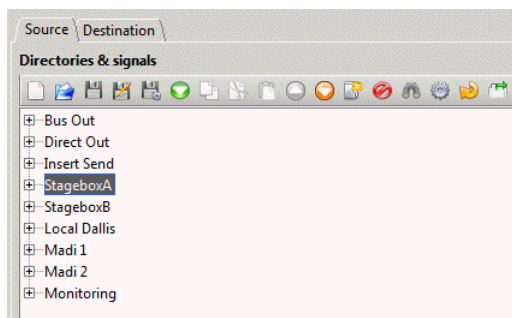 Source Destination
Directories & signals
Bus Out
Direct Out
Insert Send
StageboxA
StageboxB
Local Dallis
Madi 1
Madi 2
Monitoring